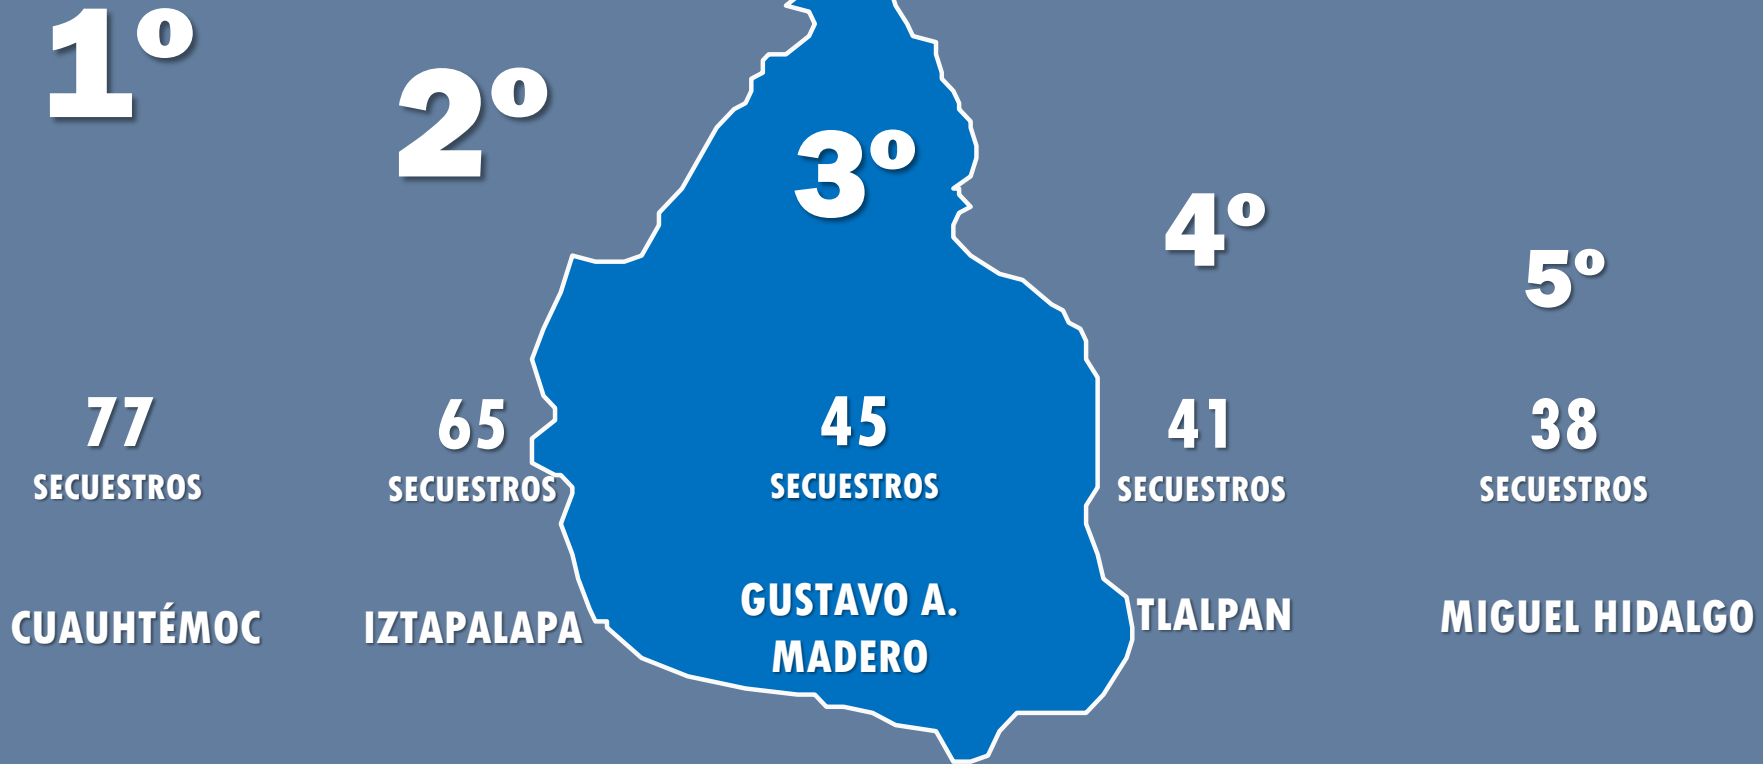 1º
77
SECUESTROS
CUAUHTÉMOC
2º
65
SECUESTROS
IZTAPALAPA
3º
45
SECUESTROS
GUSTAVO A.
MADERO
4º
41
SECUESTROS
TLALPAN
5º
38
SECUESTROS
MIGUEL HIDALGO